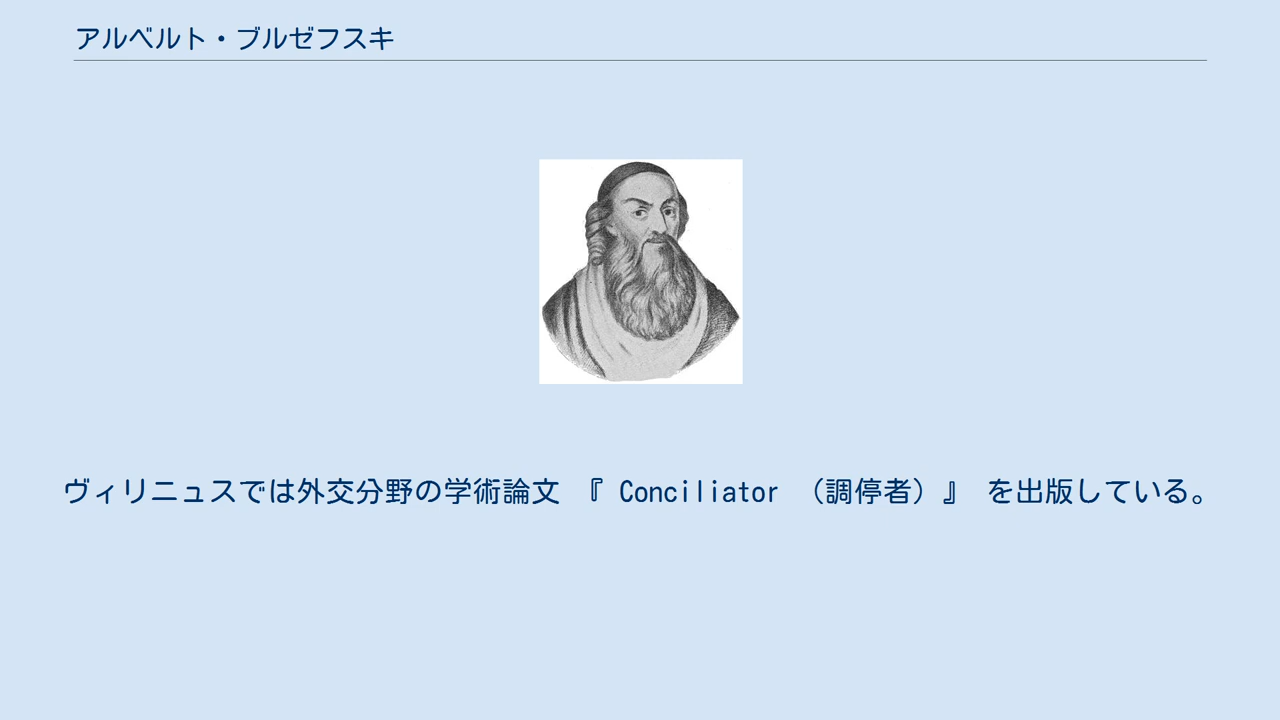 アルベルト・ブルゼフスキ
ヴィリニュスでは外交分野の学術論文 『 Conciliator （調停者）』 を出版している。